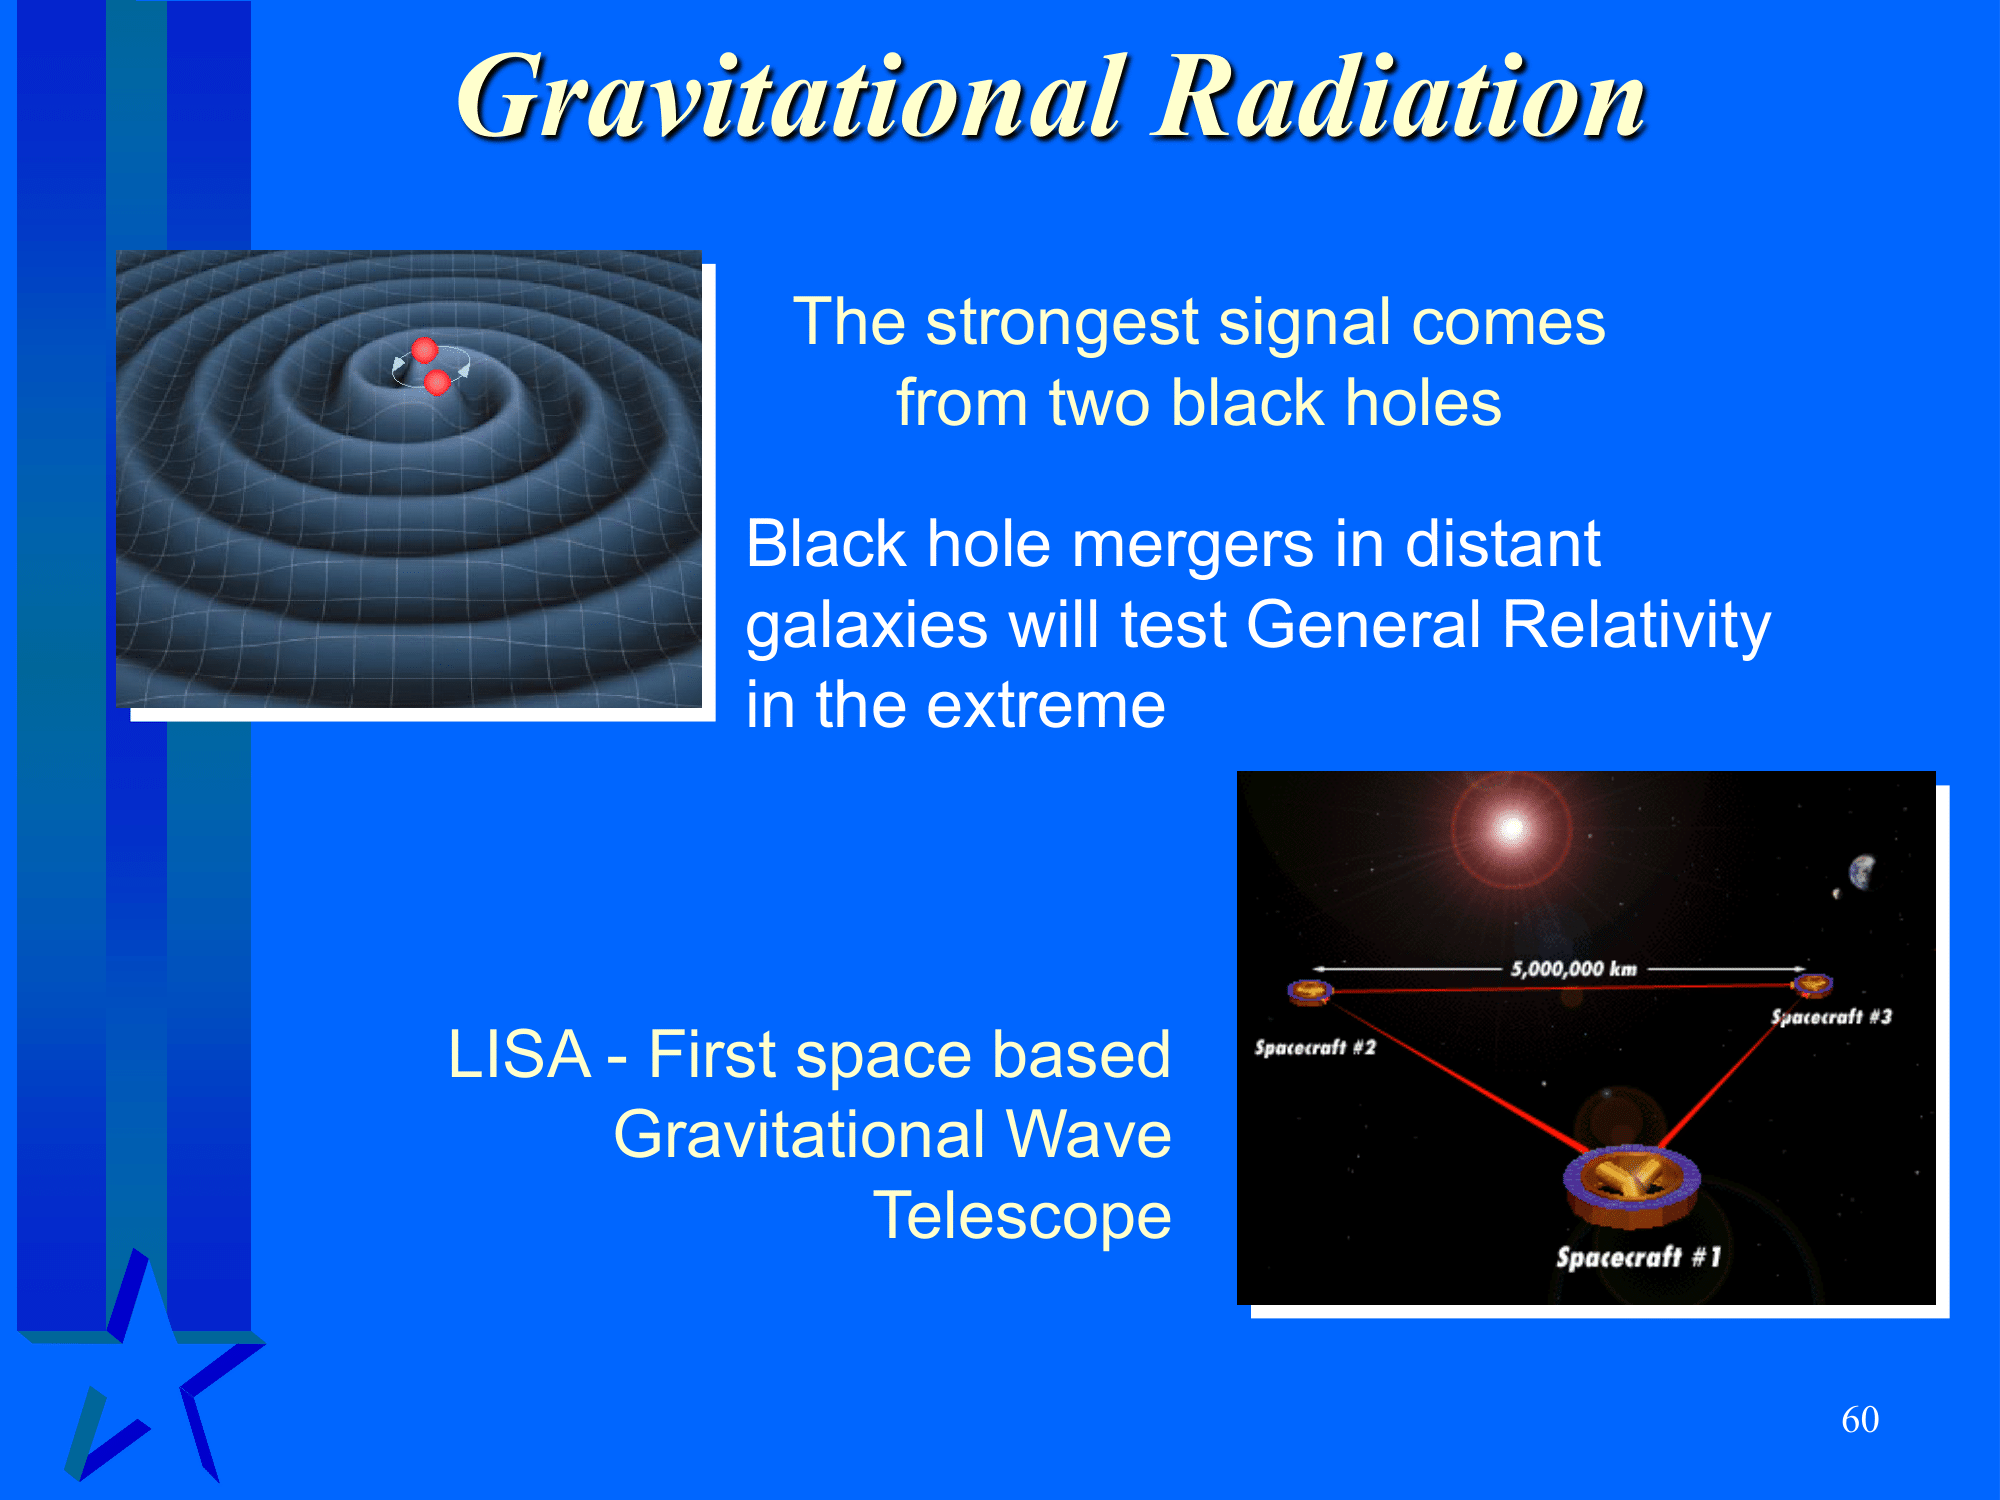 Gravitational Radiation
The strongest signal comes
from two black holes
Black hole mergers in distant
galaxies will test General Relativity
in the extreme
5,000,000 km
Spacecraft #3
Spacecraft #2
LISA - First space based
Gravitational Wave
Telescope
Spacecraft #1
60